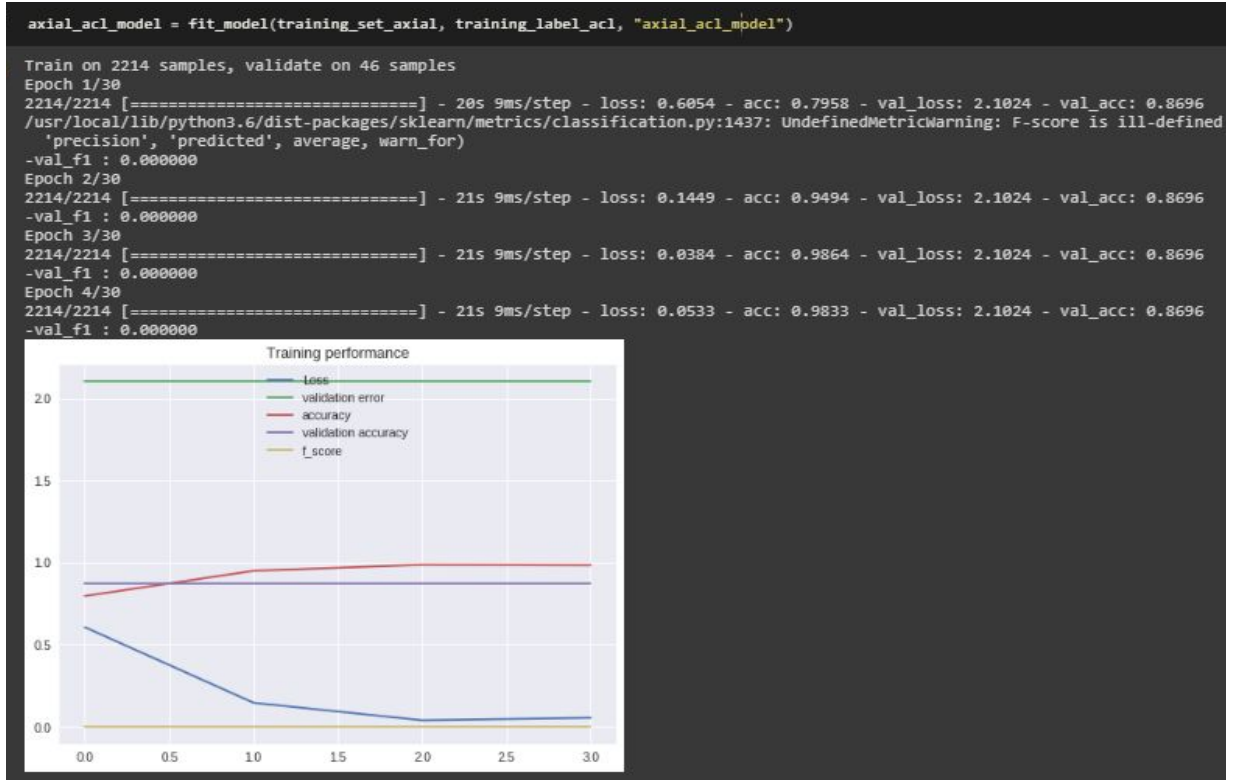 axial_acl_model = fit_model(training_set_axial, training_label_acl, "axial_acl_model")
Train on 2214 samples, validate on 46 samples
Epoch 1/30
2214/2214 [==============================] - 20s 9ms/step - loss: 0.6054 - acc: 0.7958 - val_loss: 2.1024 - val_acc: 0.8696
/usr/local/lib/python3.6/dist-packages/sklearn/metrics/classification.py:1437: UndefinedMetricWarning: F-score is ill-defined
'precision', 'predicted', average, warn_for)
-val_f1 : 0.000000
Epoch 2/30
2214/2214 [==============================] - 21s 9ms/step - loss: 0.1449 - acc: 0.9494 - val_loss: 2.1024 - val_acc: 0.8696
-val_f1 : 0.000000
Epoch 3/30
2214/2214 [==============================] - 21s 9ms/step - loss: 0.0384 - acc: 0.9864 - val_loss: 2.1024 - val_acc: 0.8696
-val_f1 : 0.000000
Epoch 4/30
2214/2214 [==============================] - 21s 9ms/step - loss: 0.0533 - acc: 0.9833 - val_loss: 2.1024 - val_acc: 0.8696
-val_f1 : 0.000000
Training performance
Loss
validation error
accuracy
validation accuracy
f_score
2.0
1.5
1.0
0.5
0.0
0.0 0.5 1.0 1.5 2.0 2.5 3.0